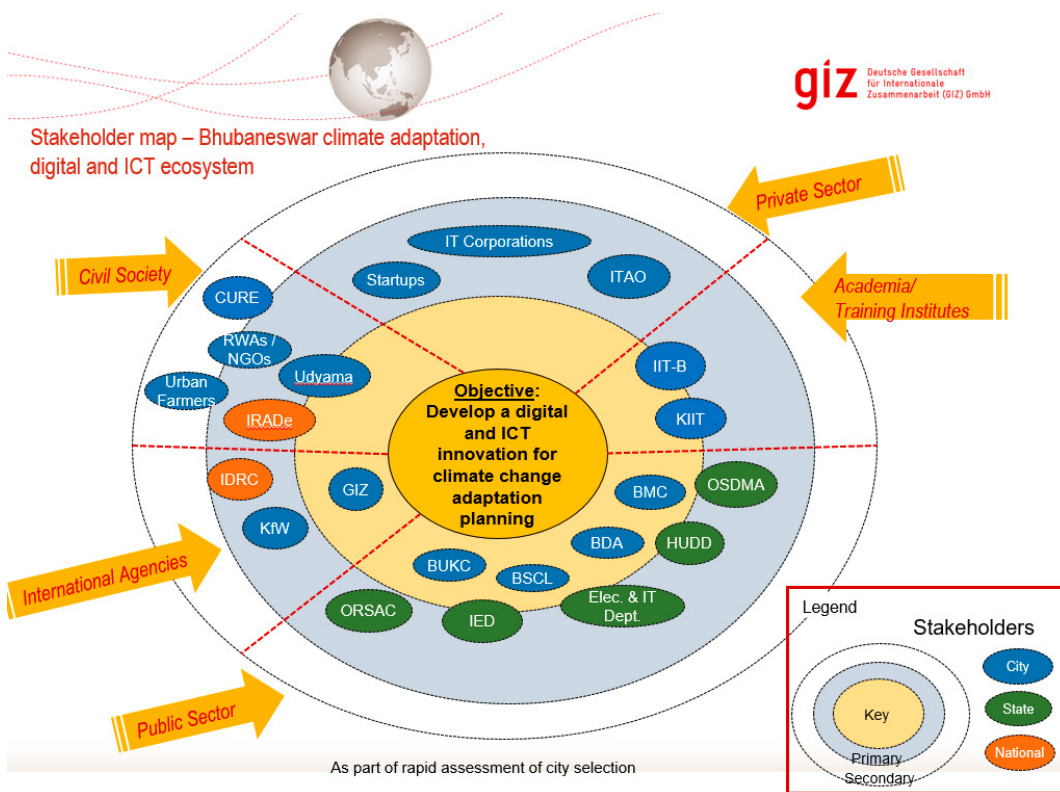 giz
Deutsche Gesellschaft
für Internationale
Zusammenarbeit (GIZ) GmbH
Stakeholder map – Bhubaneswar climate adaptation,
digital and ICT ecosystem
Private Sector
Civil Society
Academia/
Training Institutes
International Agencies
Public Sector
IT Corporations
Startups
ITAO
CURE
RWAs /
NGOs
Urban
Farmers
Udyama
IRADe
IIT-B
KIIT
Objective:
Develop a digital
and ICT
innovation for
climate change
adaptation
planning
IDRC
GIZ
KfW
BMC
OSDMA
BDA
HUDD
BUKC
BSCL
Elec. & IT
Dept.
ORSAC
IED
Legend
Stakeholders
Key
Primary
Secondary
City
State
National
As part of rapid assessment of city selection